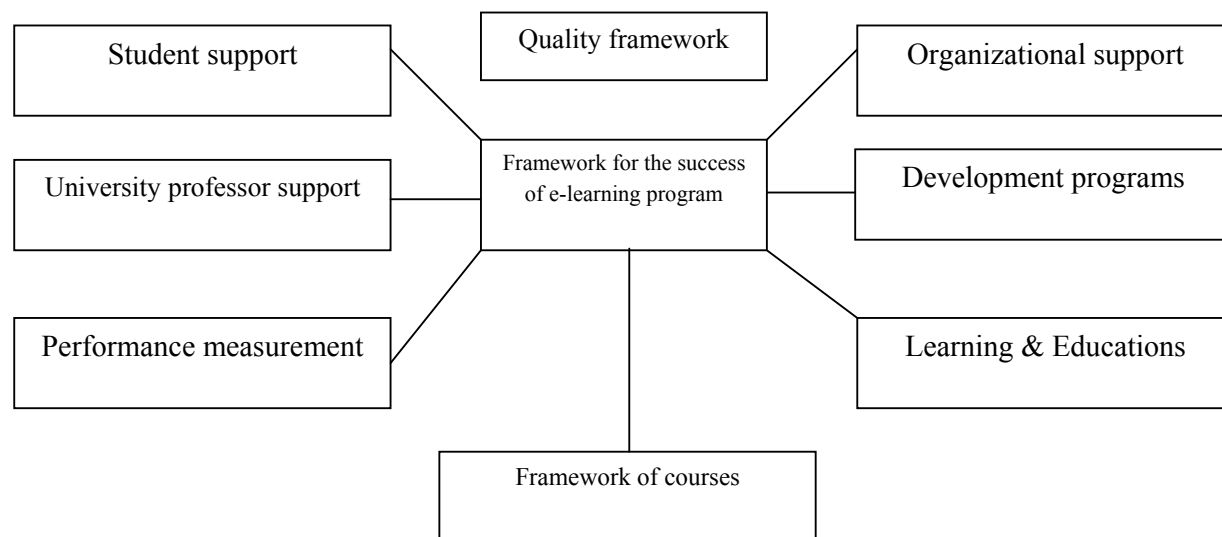 Student support
Quality framework
Organizational support
Framework for the success
of e-learning program
University professor support
Development programs
Performance measurement
Learning & Educations
Framework of courses